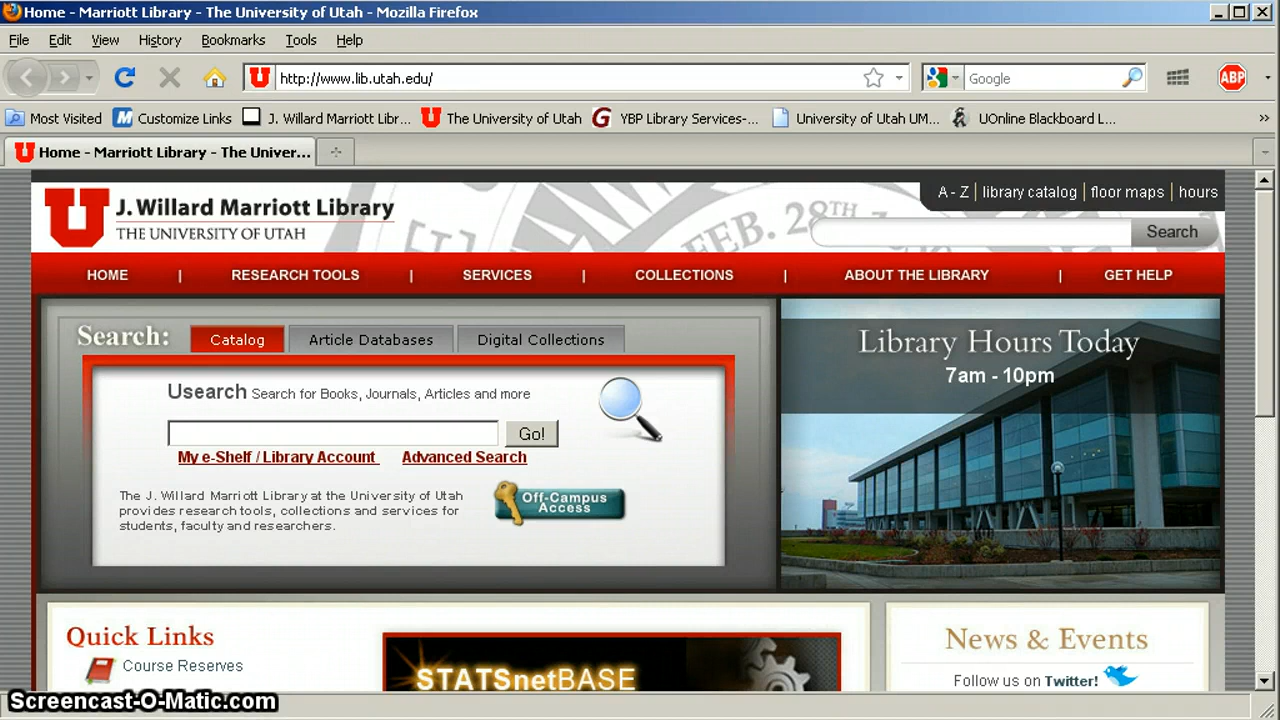 Home - Marriott Library - The University of Utah - Mozilla Firefox
File Edit View History Bookmarks Tools Help
http://www.lib.utah.edu/ Google ABP
Most Visited Customize Links J. Willard Marriott Libr... The University of Utah YBP Library Services-... University of Utah UM... UOnline Blackboard L...
Home - Marriott Library - The Univer...
A - Z | library catalog | floor maps | hours
J. Willard Marriott Library
THE UNIVERSITY OF UTAH
FEB. 28TH
Search
HOME | RESEARCH TOOLS | SERVICES | COLLECTIONS | ABOUT THE LIBRARY | GET HELP
Search: Catalog Article Databases Digital Collections
Usearch Search for Books, Journals, Articles and more
Go!
My e-Shelf / Library Account Advanced Search
The J. Willard Marriott Library at the University of Utah
provides research tools, collections and services for
students, faculty and researchers.
Off-Campus
Access
Library Hours Today
7am - 10pm
Quick Links
Course Reserves
STATSnetBASE
News & Events
Follow us on Twitter!
Screencast-O-Matic.com